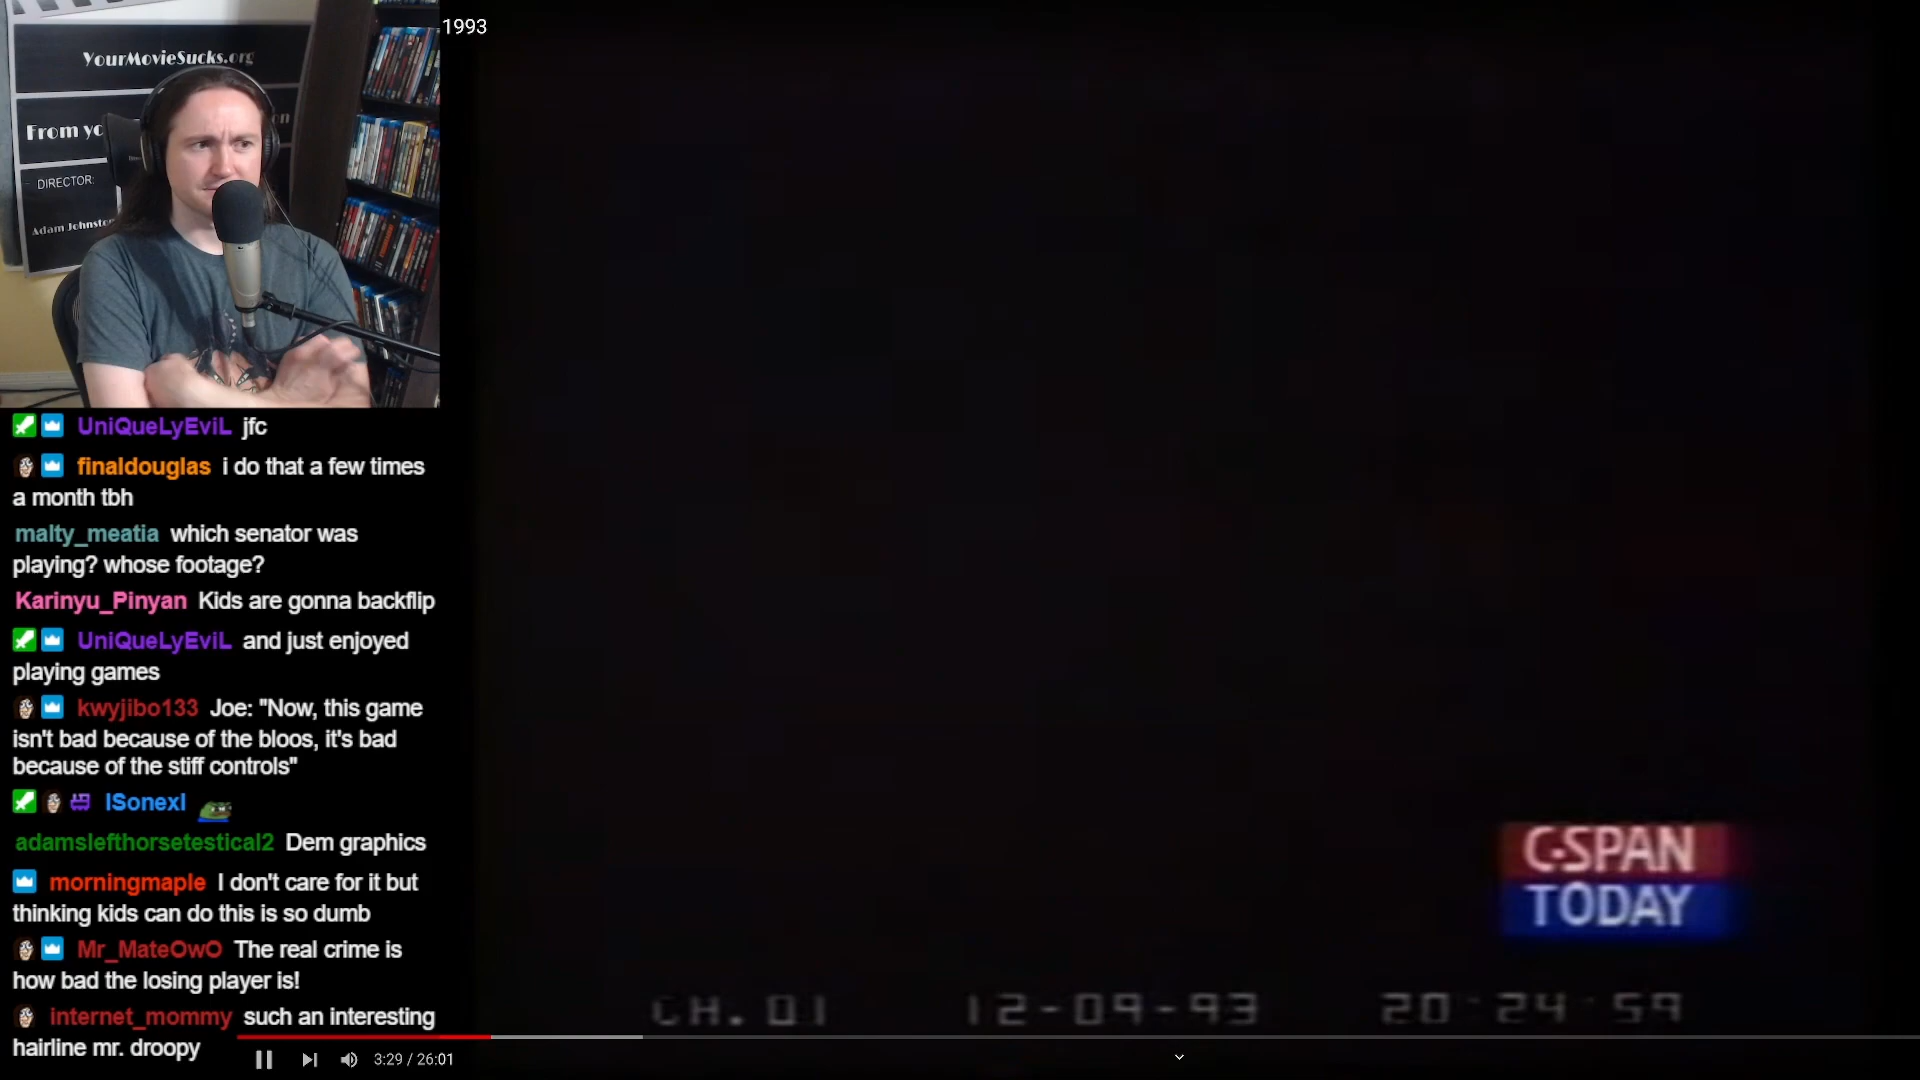 YourMovieSucks.org
From yo
on
DIRECTOR:
Adam Johnston
1993
UniQueLyEviL jfc
finaldouglas i do that a few times
a month tbh
malty_meatia which senator was
playing? whose footage?
Karinyu_Pinyan Kids are gonna backflip
UniQueLyEviL and just enjoyed
playing games
kwyjibo133 Joe: "Now, this game
isn't bad because of the bloos, it's bad
because of the stiff controls"
ISonexI
adamslefthorsetestical2 Dem graphics
morningmaple I don't care for it but
thinking kids can do this is so dumb
Mr_MateOwO The real crime is
how bad the losing player is!
internet_mommy such an interesting
hairline mr. droopy
C-SPAN
TODAY
CH. 01 12-09-93 20:24:59
3:29 / 26:01